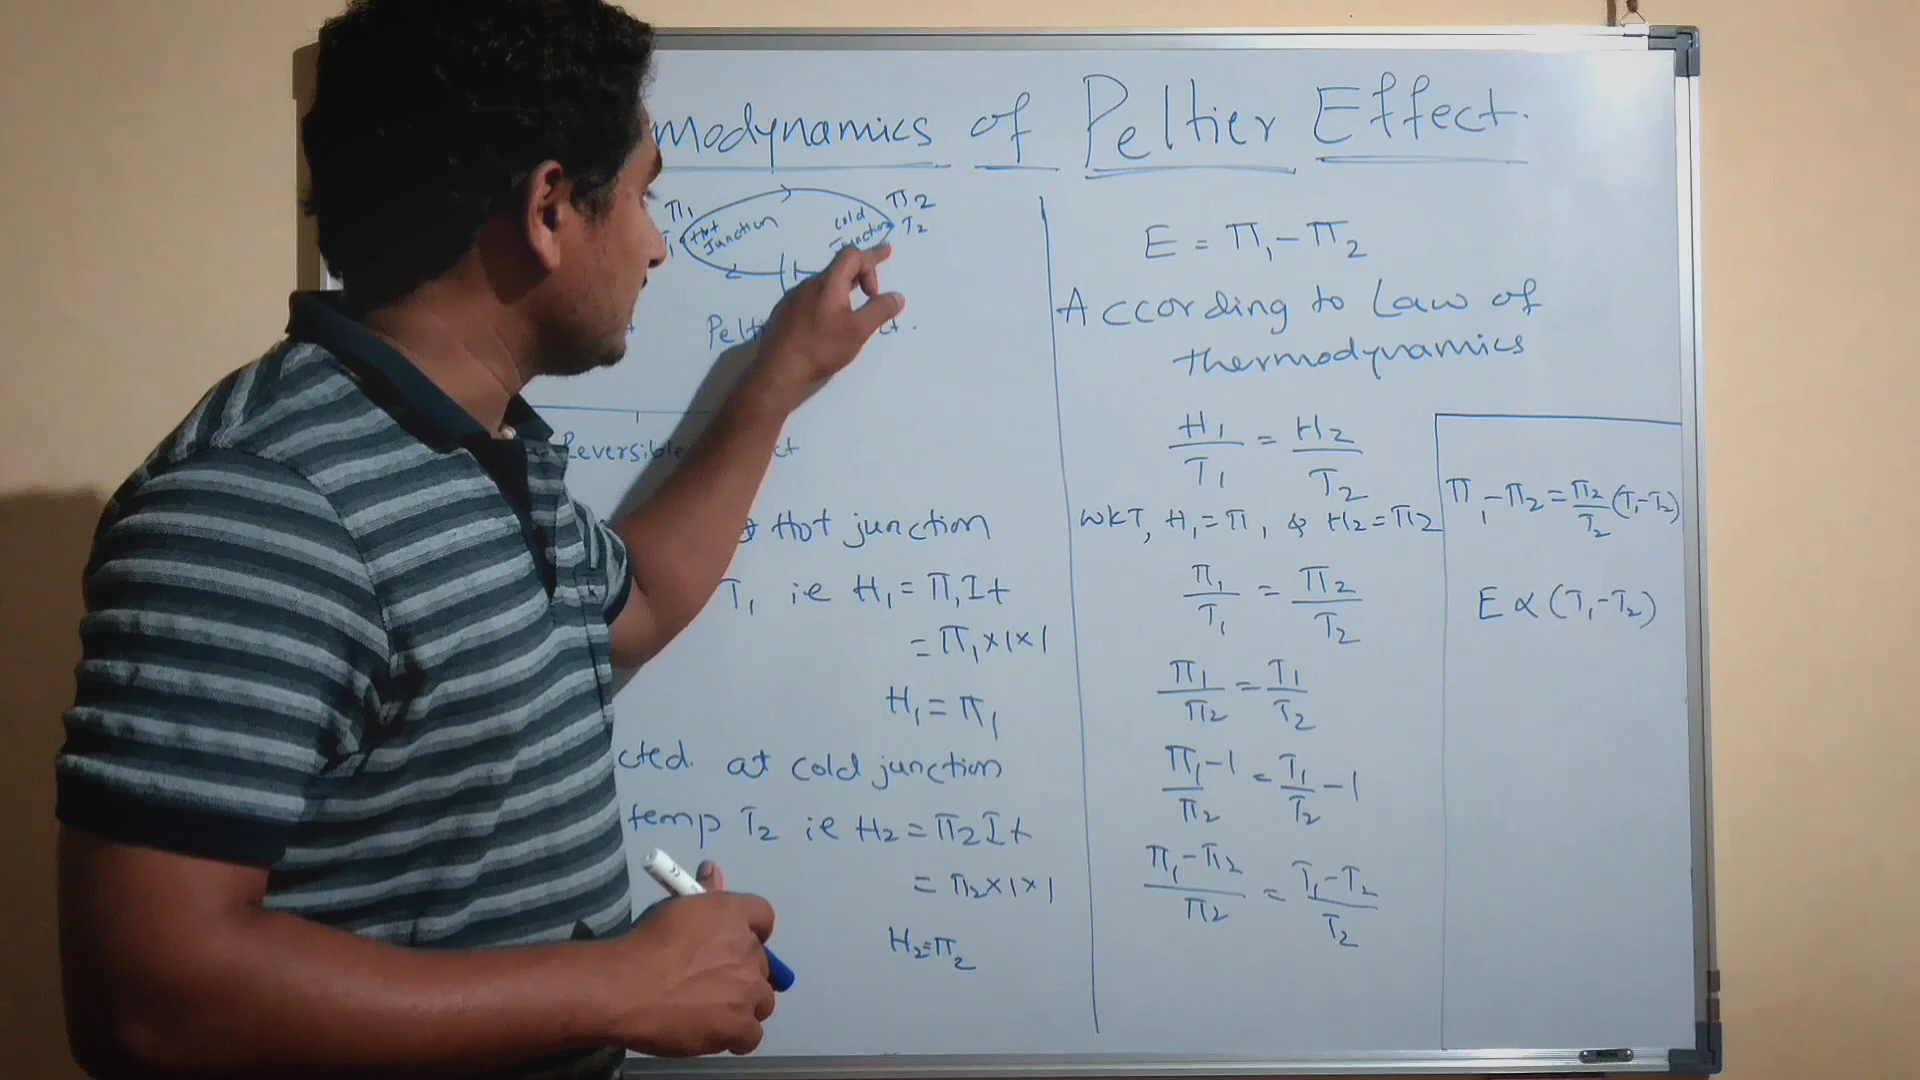 modynamics of Peltier Effect.
π₁
T₁
Hot
Junction
cold
Junction
π2
T₂
Reversible
Hot junction
T₁ ie H₁ = π₁It
= π₁×1×1
H₁ = π₁
cted. at cold junction
temp T₂ ie H₂ = π₂It
= π₂×1×1
H₂=π₂
E = π₁ - π₂
According to Law of
thermodynamics
H₁/T₁ = H₂/T₂
WKT, H₁ = π₁ & H₂ = π2
π₁/T₁ = π₂/T₂
π₁/π₂ = T₁/T₂
π₁/π₂ -1 = T₁/T₂ -1
π₁-π₂/π₂ = T₁-T₂/T₂
π₁-π₂ = π₂/T₂ (T₁-T₂)
E ∝ (T₁-T₂)